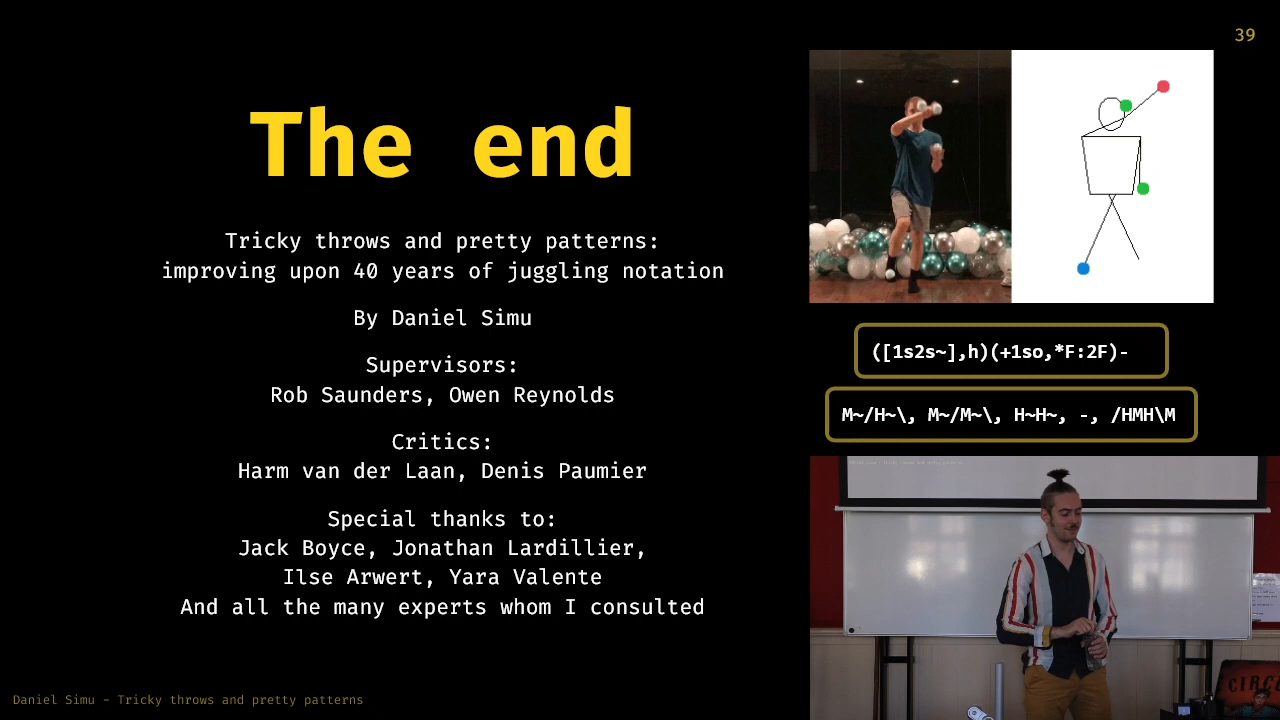 39
The end
Tricky throws and pretty patterns:
improving upon 40 years of juggling notation
By Daniel Simu
Supervisors:
Rob Saunders, Owen Reynolds
Critics:
Harm van der Laan, Denis Paumier
Special thanks to:
Jack Boyce, Jonathan Lardillier,
Ilse Arwert, Yara Valente
And all the many experts whom I consulted
([1s2s~],h)(+1so,*F:2F)-
M~/H~\, M~/M~\, H~H~, -, /HMH\M
Daniel Simu - Tricky throws and pretty patterns